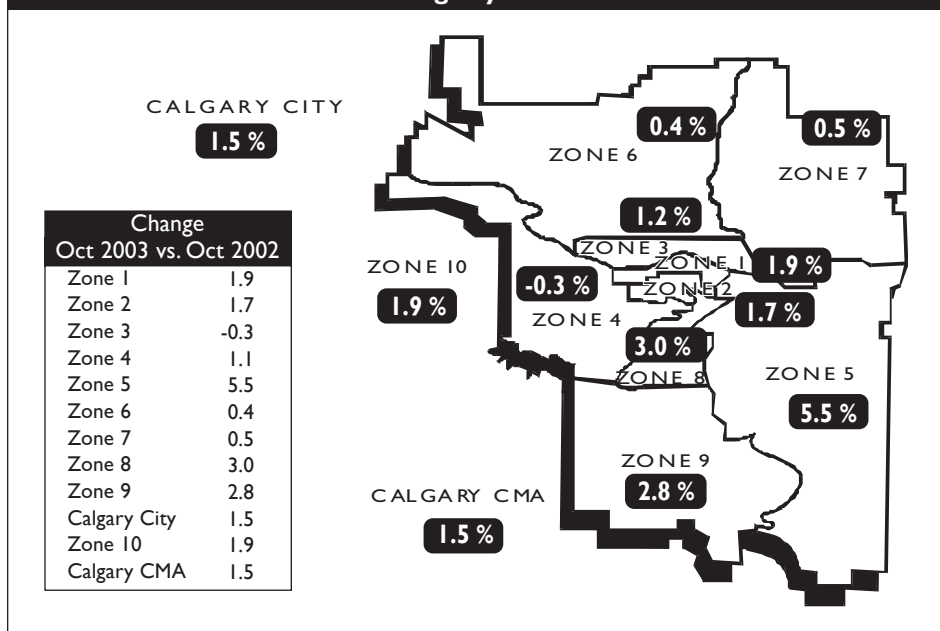 CALGARY CITY
1.5 %
Change
Oct 2003 vs. Oct 2002
Zone 1 1.9
Zone 2 1.7
Zone 3 -0.3
Zone 4 1.1
Zone 5 5.5
Zone 6 0.4
Zone 7 0.5
Zone 8 3.0
Zone 9 2.8
Calgary City 1.5
Zone 10 1.9
Calgary CMA 1.5
0.4 %
ZONE 6
0.5 %
ZONE 7
1.2 %
ZONE 3
ZONE 1
1.9 %
ZONE 10
1.9 %
-0.3 %
ZONE 2
1.7 %
ZONE 4
3.0 %
ZONE 8
ZONE 5
5.5 %
ZONE 9
2.8 %
CALGARY CMA
1.5 %